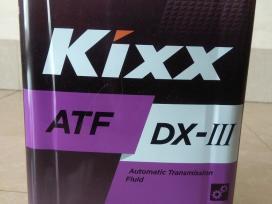 Kixx
ATF
DX-III
Automatic Transmission
Fluid